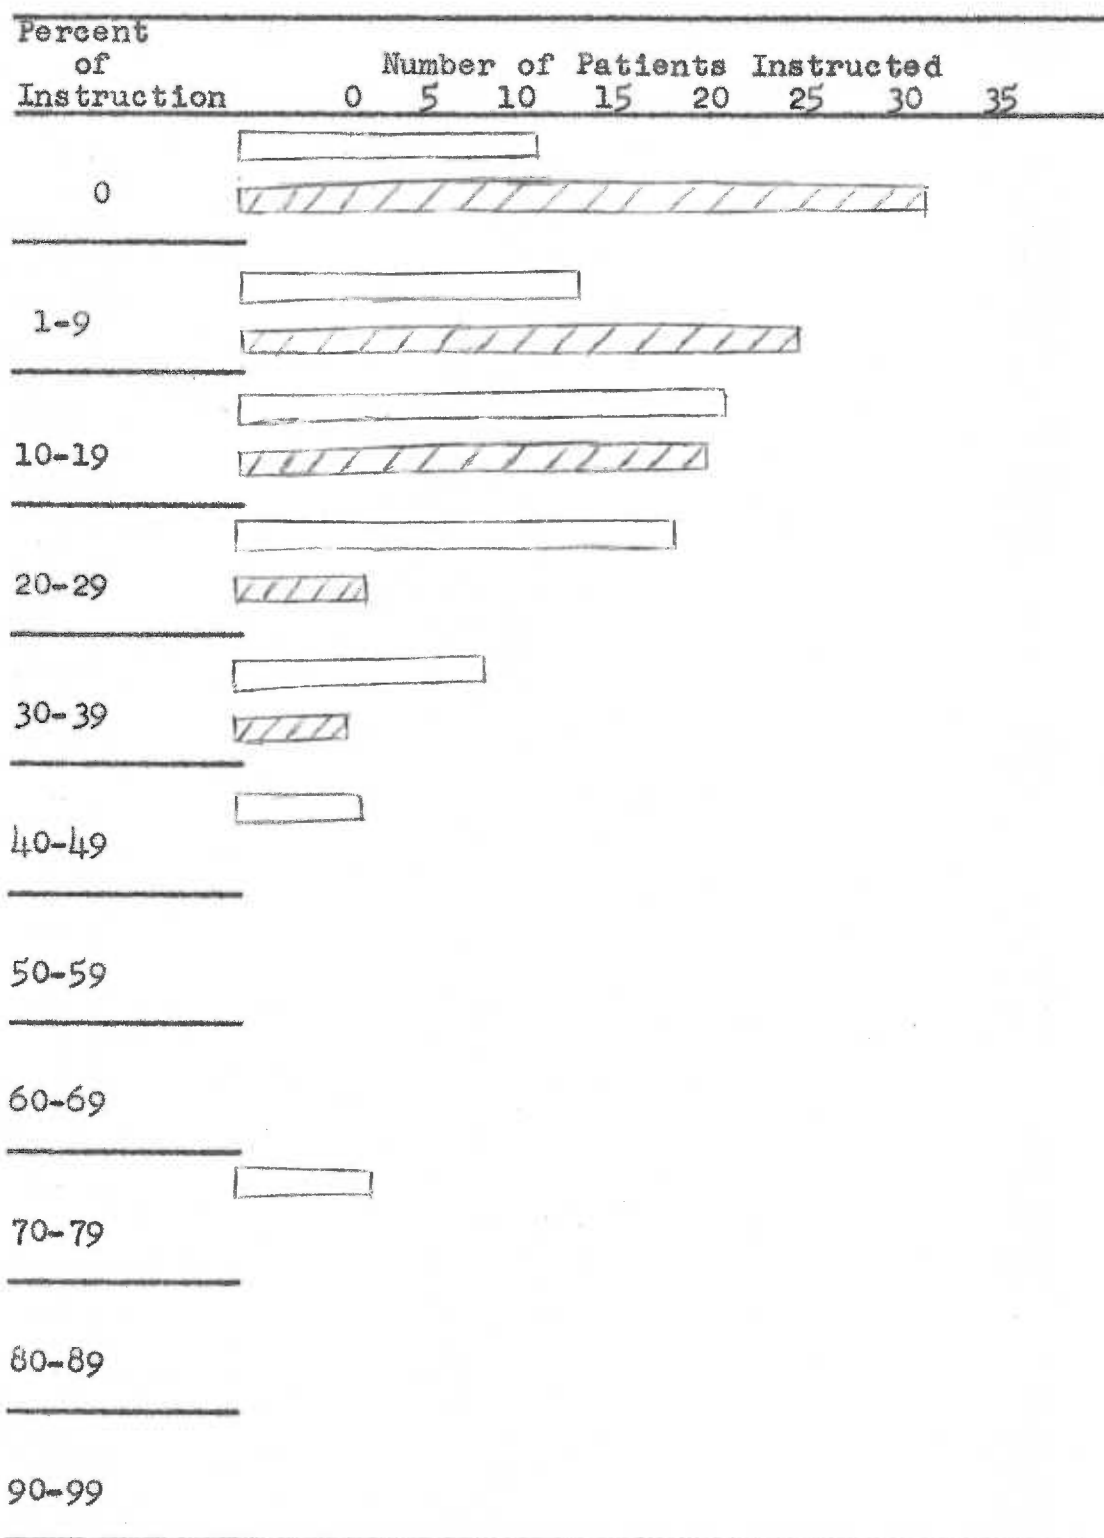 Percent
of
Number of Patients Instructed
Instruction 0 5 10 15 20 25 30 35
0
1-9
10-19
20-29
30-39
40-49
50-59
60-69
70-79
80-89
90-99